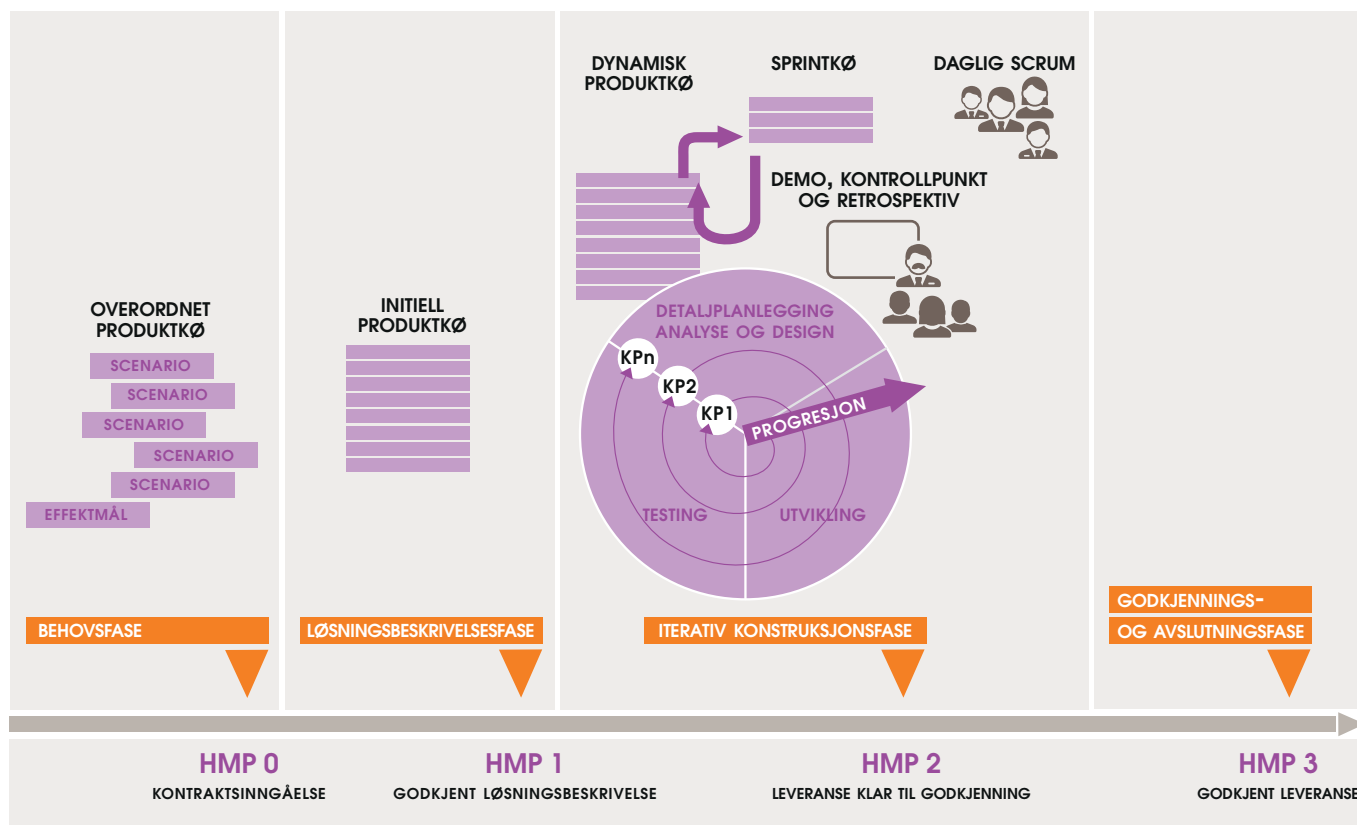 OVERORDNET
PRODUKTKØ
SCENARIO
SCENARIO
SCENARIO
SCENARIO
SCENARIO
EFFEKTMÅL
BEHOVSFASE
INITIELL
PRODUKTKØ
LØSNINGSBESKRIVELSESFASE
DYNAMISK
PRODUKTKØ
SPRINTKØ
DAGLIG SCRUM
DEMO, KONTROLLPUNKT
OG RETROSPEKTIV
DETALJPLANLEGGING
ANALYSE OG DESIGN
KPn
KP2
KP1
PROGRESJON
TESTING
UTVIKLING
ITERATIV KONSTRUKSJONSFASE
GODKJENNINGS-
OG AVSLUTNINGSFASE
HMP 0
KONTRAKTSINNGÅELSE
HMP 1
GODKJENT LØSNINGSBESKRIVELSE
HMP 2
LEVERANSE KLAR TIL GODKJENNING
HMP 3
GODKJENT LEVERANSE